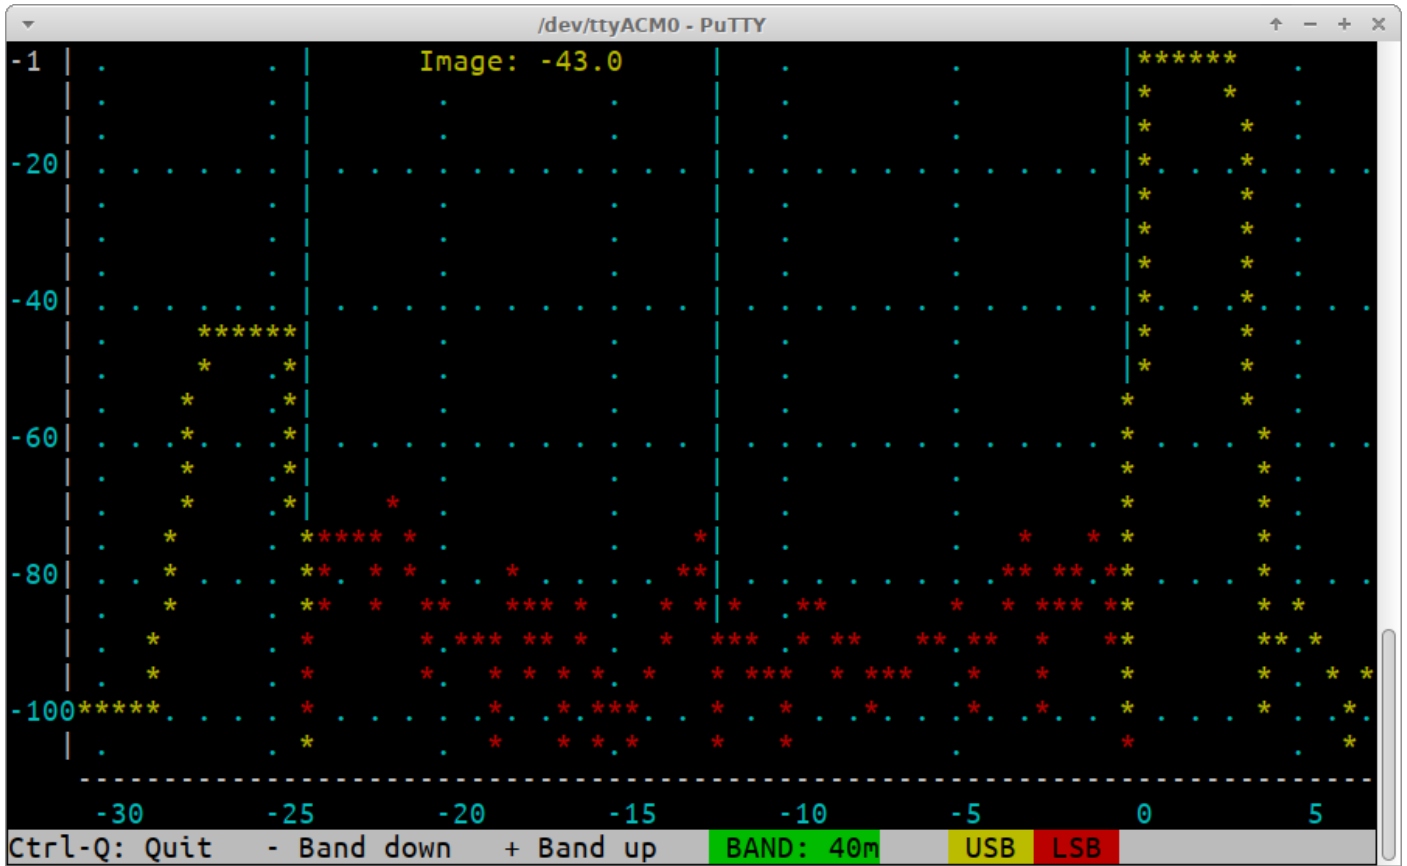 /dev/ttyACM0 - PuTTY
-1
Image: -43.0
-20
-40
-60
-80
-100
-30 -25 -20 -15 -10 -5 0 5
Ctrl-Q: Quit - Band down + Band up BAND: 40m USB LSB